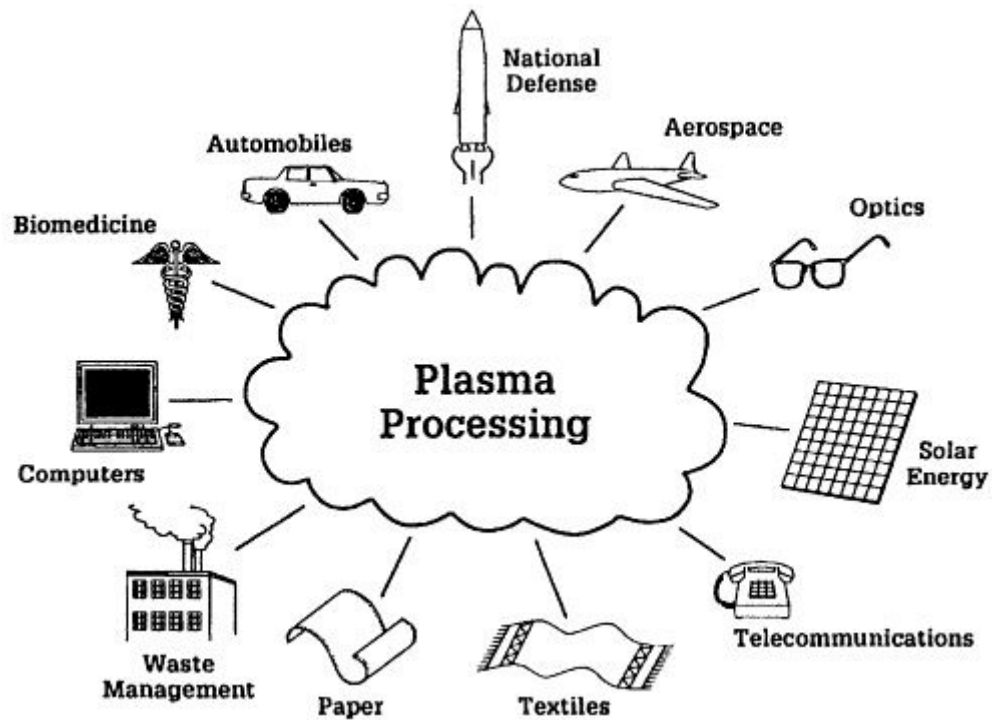 National
Defense
Automobiles
Aerospace
Biomedicine
Optics
Plasma
Processing
Computers
Solar
Energy
Telecommunications
Waste
Management
Paper
Textiles